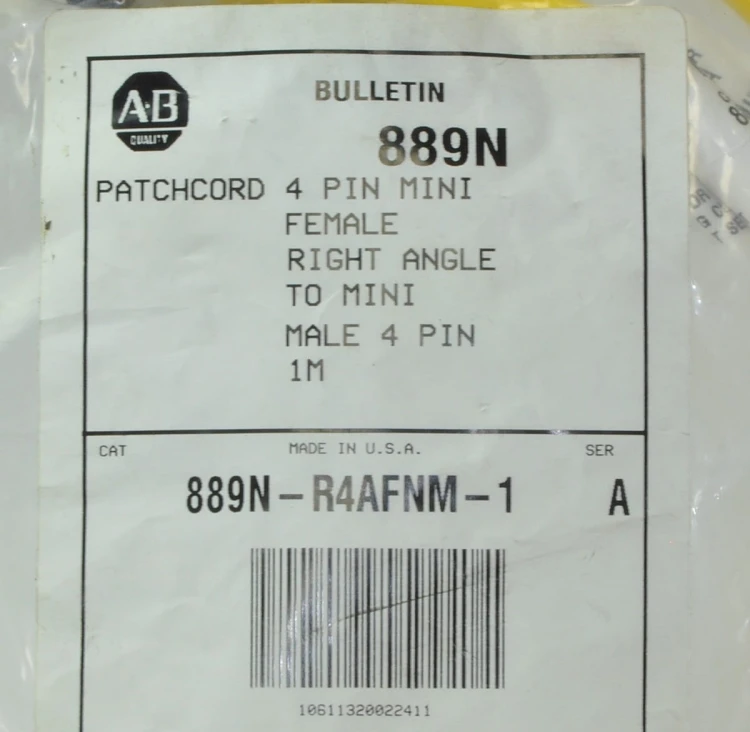 A·B
QUALITY
BULLETIN
889N
PATCHCORD 4 PIN MINI
FEMALE
RIGHT ANGLE
TO MINI
MALE 4 PIN
1M
CAT MADE IN U.S.A. SER
889N-R4AFNM-1 A
10611320022411